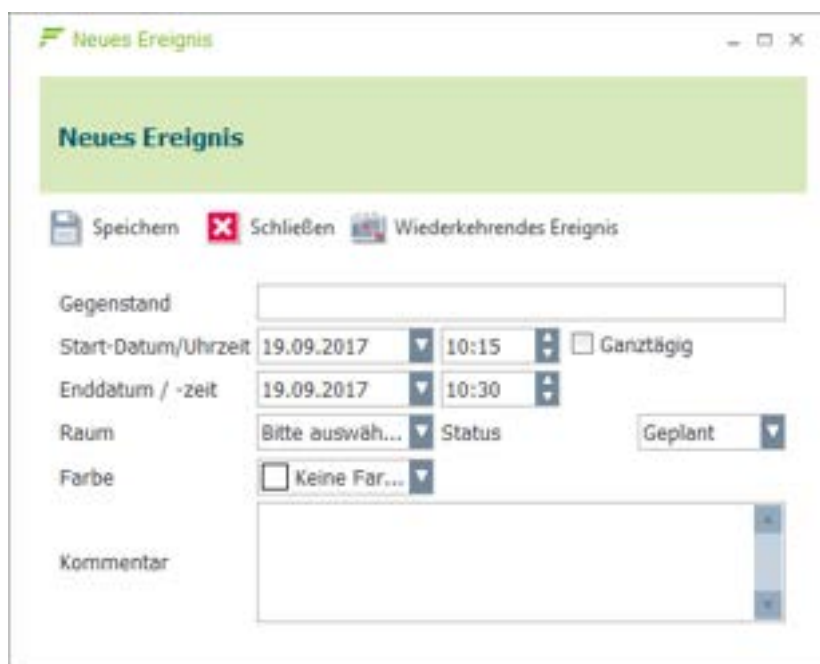 Neues Ereignis
Neues Ereignis
Speichern Schließen Wiederkehrendes Ereignis
Gegenstand
Start-Datum/Uhrzeit 19.09.2017 10:15 Ganztägig
Enddatum / -zeit 19.09.2017 10:30
Raum Bitte auswäh... Status Geplant
Farbe Keine Far...
Kommentar